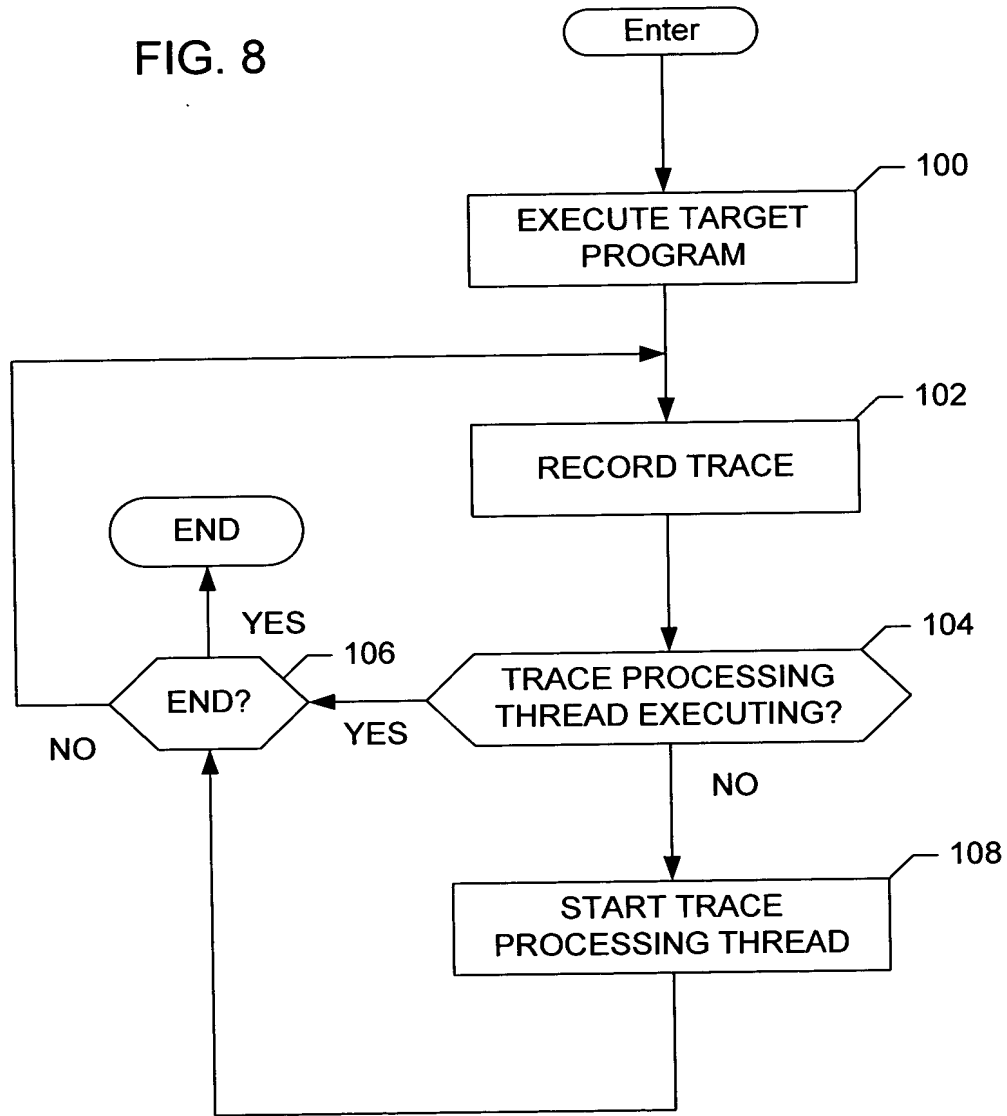 FIG. 8
Enter
100
EXECUTE TARGET
PROGRAM
102
RECORD TRACE
END
YES
104
106
TRACE PROCESSING
THREAD EXECUTING?
END?
YES
NO
NO
108
START TRACE
PROCESSING THREAD